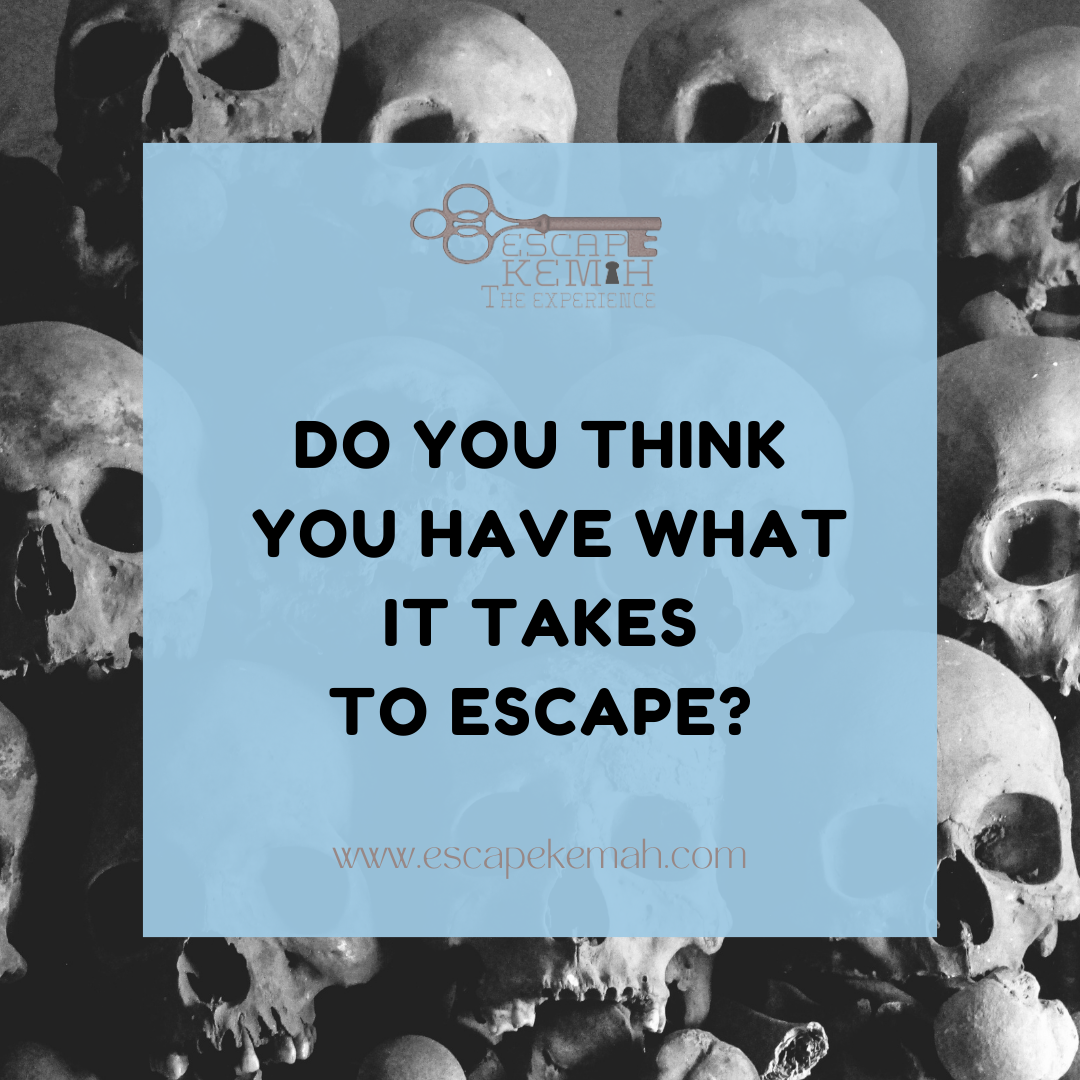 ESCAPE
KEMAH
THE EXPERIENCE
DO YOU THINK
YOU HAVE WHAT
IT TAKES
TO ESCAPE?
www.escapekemah.com